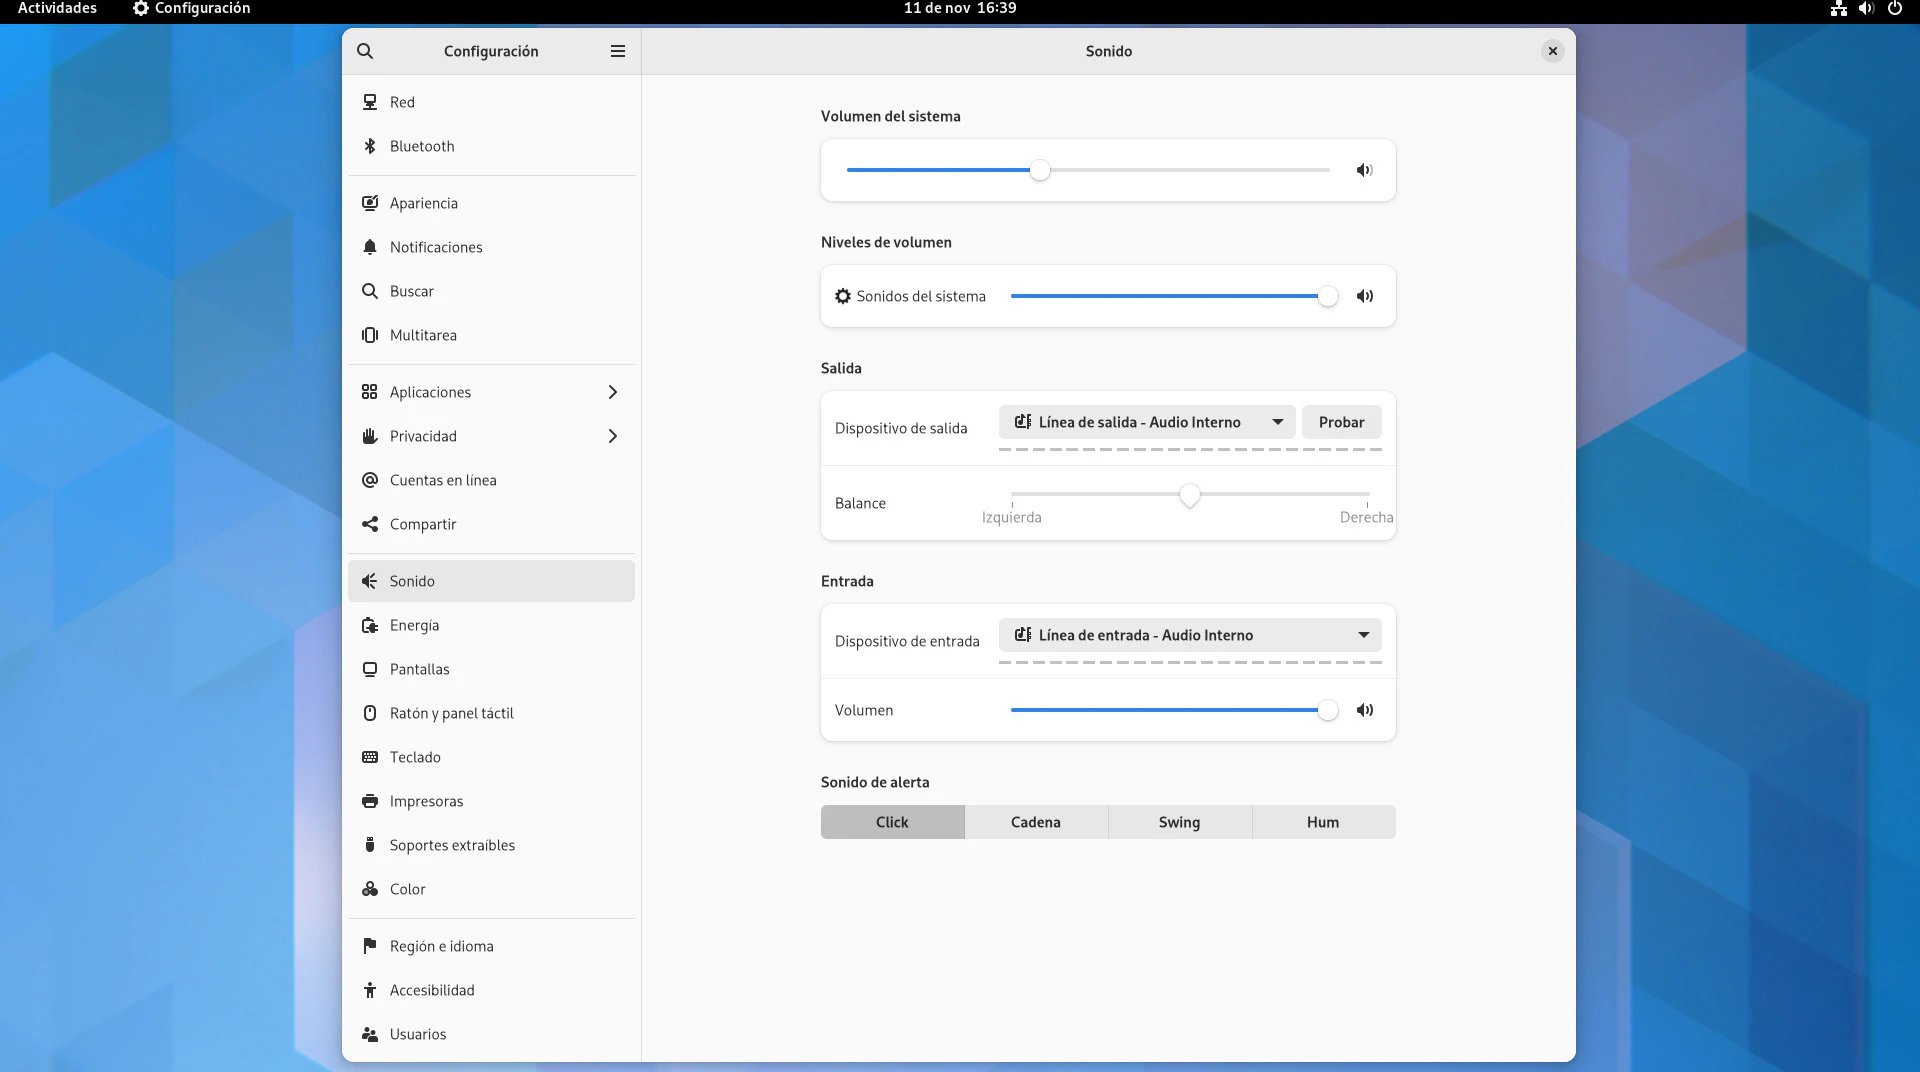 Actividades
Configuración
11 de nov 16:39
Configuración
Sonido
Red
Bluetooth
Apariencia
Notificaciones
Buscar
Multitarea
Aplicaciones
Privacidad
Cuentas en línea
Compartir
Sonido
Energía
Pantallas
Ratón y panel táctil
Teclado
Impresoras
Soportes extraíbles
Color
Región e idioma
Accesibilidad
Usuarios
Volumen del sistema
Niveles de volumen
Sonidos del sistema
Salida
Dispositivo de salida
Línea de salida - Audio Interno
Probar
Balance
Izquierda
Derecha
Entrada
Dispositivo de entrada
Línea de entrada - Audio Interno
Volumen
Sonido de alerta
Click
Cadena
Swing
Hum